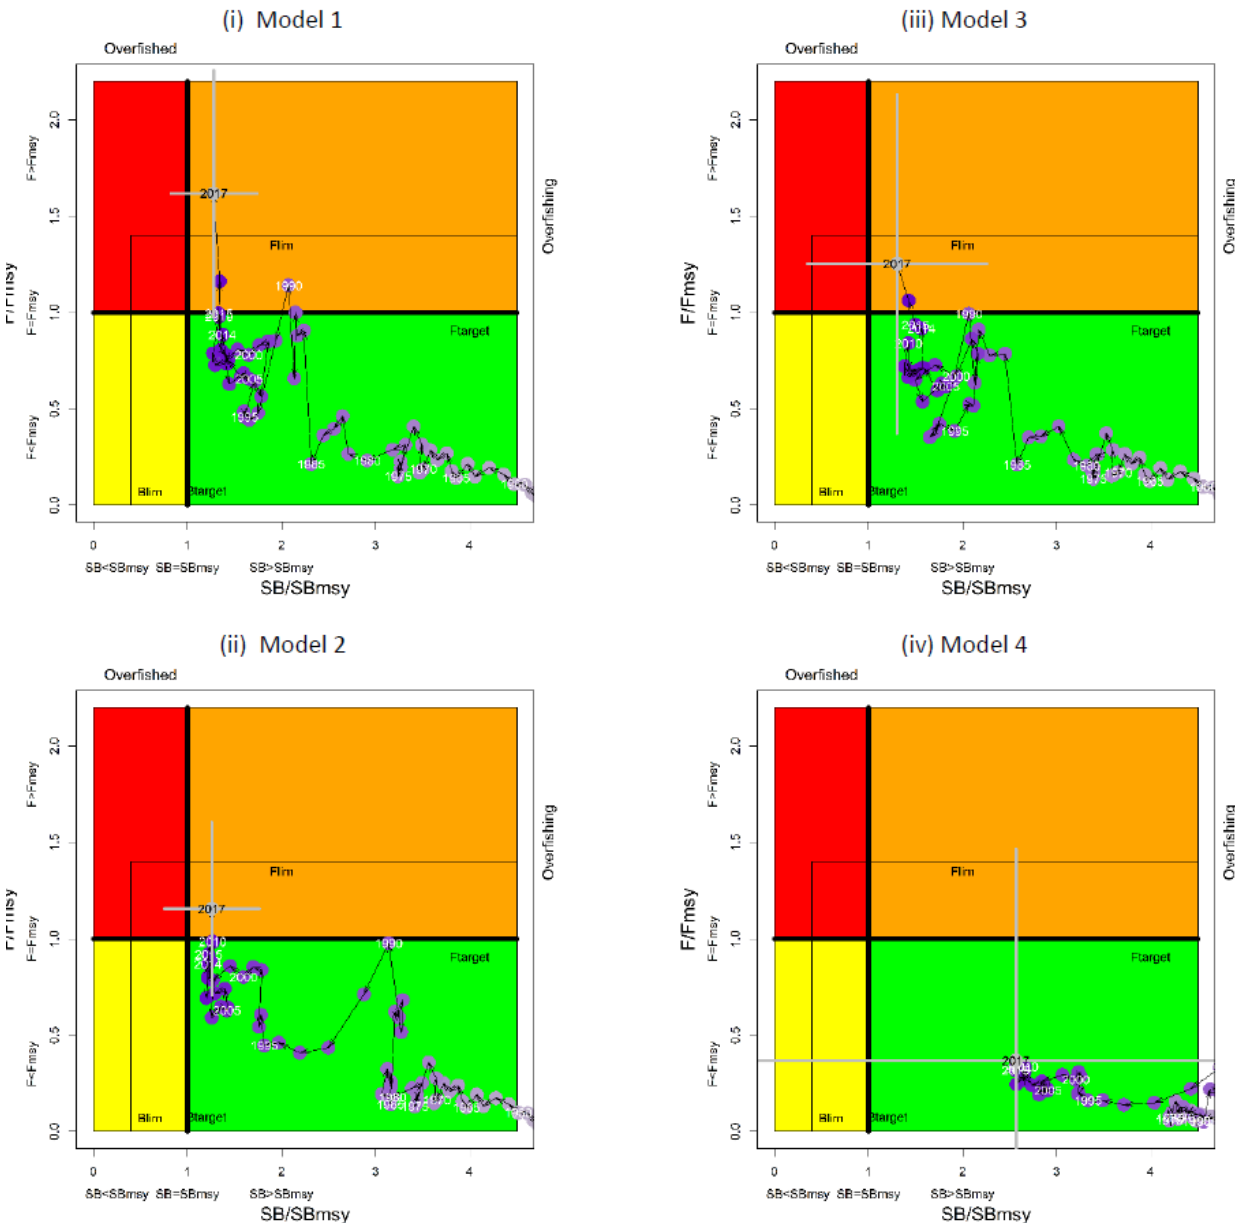 (i) Model 1
Overfished
2.0
1.5
1.0
0.5
0.0
F>Fmsy
F=Fmsy
F<Fmsy
F/Fmsy
Overfishing
2017
Flim
1990
2014
2000
2005
1995
1985
1980
1975
1970
Ftarget
Blim
Btarget
0 1 2 3 4
SB<SBmsy SB=SBmsy SB>SBmsy
SB/SBmsy
(iii) Model 3
Overfished
2.0
1.5
1.0
0.5
0.0
F>Fmsy
F=Fmsy
F<Fmsy
F/Fmsy
Overfishing
2017
Flim
1990
2014
2010
2000
2005
1995
1985
1980
1975
1970
Ftarget
Blim
Btarget
0 1 2 3 4
SB<SBmsy SB=SBmsy SB>SBmsy
SB/SBmsy
(ii) Model 2
Overfished
2.0
1.5
1.0
0.5
0.0
F>Fmsy
F=Fmsy
F<Fmsy
F/Fmsy
Overfishing
Flim
2017
2010
1990
2000
2005
1995
1980
1975
1970
Ftarget
Blim
Btarget
0 1 2 3 4
SB<SBmsy SB=SBmsy SB>SBmsy
SB/SBmsy
(iv) Model 4
Overfished
2.0
1.5
1.0
0.5
0.0
F>Fmsy
F=Fmsy
F<Fmsy
F/Fmsy
Overfishing
Flim
Ftarget
2017
2000
2005
1995
Blim
Btarget
0 1 2 3 4
SB<SBmsy SB=SBmsy SB>SBmsy
SB/SBmsy